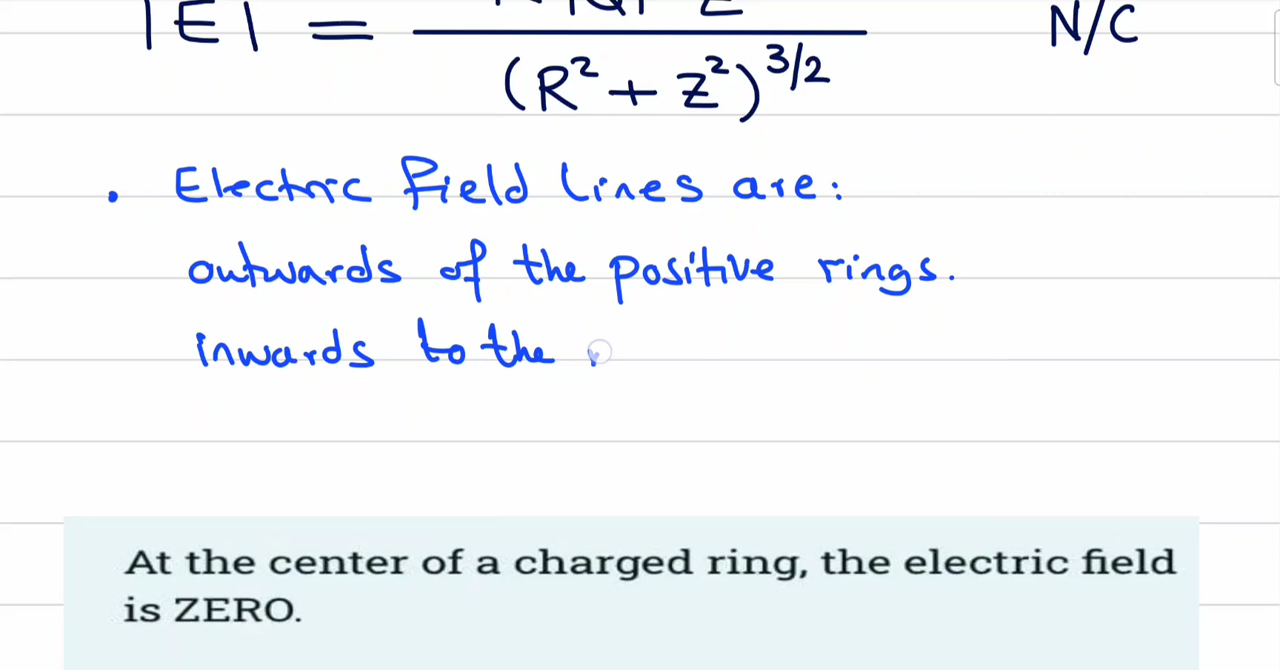 |E| = K |Q| Z N/C
(R² + Z²)^3/2
. Electric field lines are:
outwards of the positive rings.
inwards to the
At the center of a charged ring, the electric field
is ZERO.